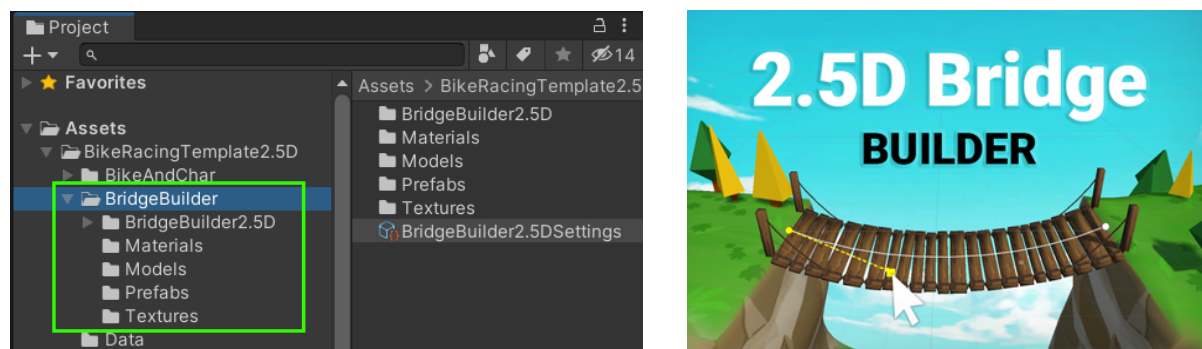 Project
14
Favorites
Assets > BikeRacingTemplate2.5
Assets
BikeRacingTemplate2.5D
BikeAndChar
BridgeBuilder
BridgeBuilder2.5D
Materials
Models
Prefabs
Textures
Data
BridgeBuilder2.5D
Materials
Models
Prefabs
Textures
BridgeBuilder2.5DSettings
2.5D Bridge
BUILDER